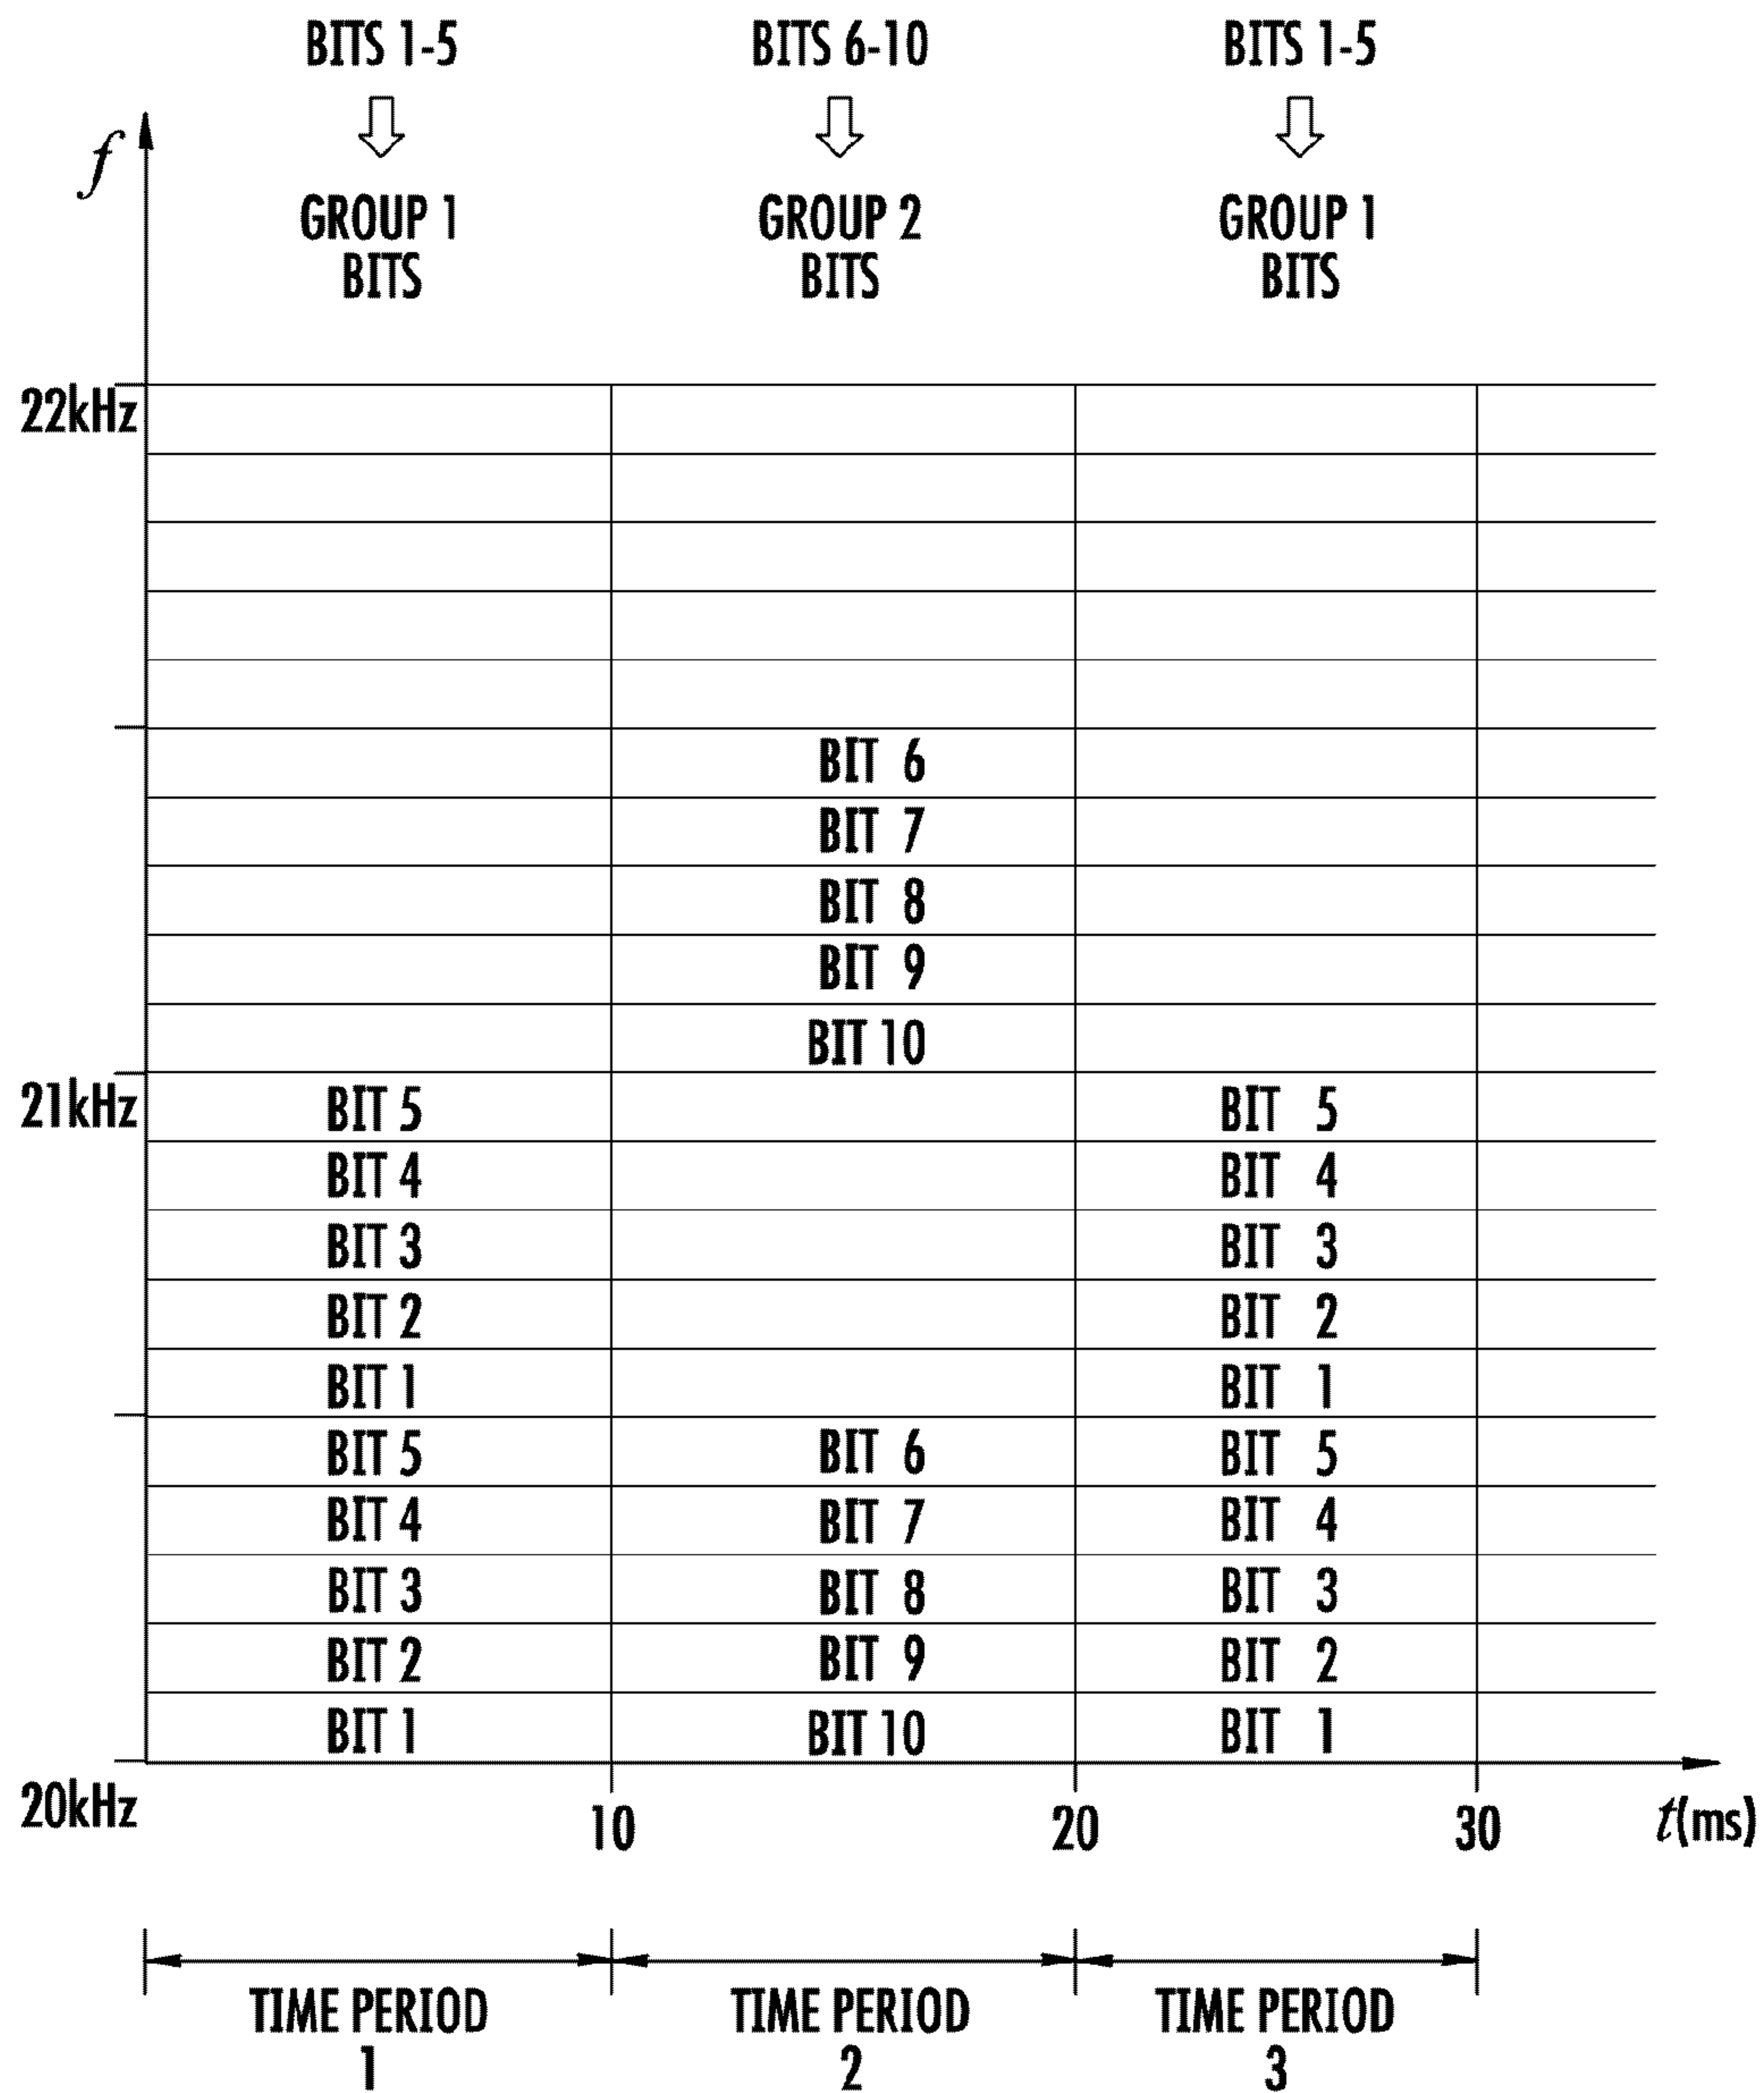 BITS 1-5 BITS 6-10 BITS 1-5
f
GROUP 1 GROUP 2 GROUP 1
BITS BITS BITS
22kHz
BIT 6
BIT 7
BIT 8
BIT 9
BIT 10
21kHz
BIT 5 BIT 5
BIT 4 BIT 4
BIT 3 BIT 3
BIT 2 BIT 2
BIT 1 BIT 1
BIT 5 BIT 6 BIT 5
BIT 4 BIT 7 BIT 4
BIT 3 BIT 8 BIT 3
BIT 2 BIT 9 BIT 2
BIT 1 BIT 10 BIT 1
20kHz
10 20 30 t(ms)
TIME PERIOD TIME PERIOD TIME PERIOD
1 2 3